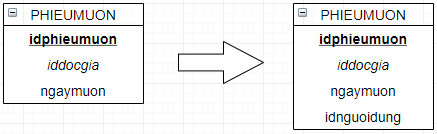 PHIEUMUON
idphieumuon
iddocgia
ngaymuon
PHIEUMUON
idphieumuon
iddocgia
ngaymuon
idnguoidung